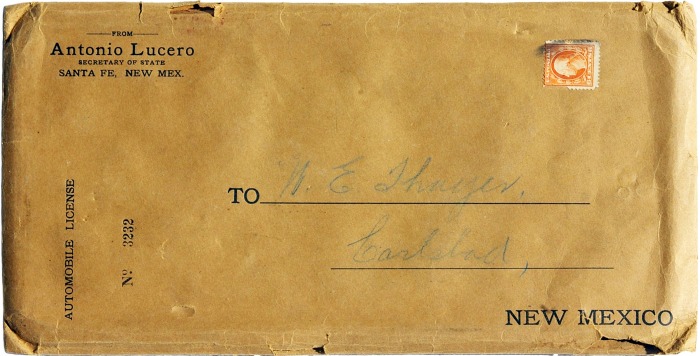 FROM
Antonio Lucero
SECRETARY OF STATE
SANTA FE, NEW MEX.
AUTOMOBILE LICENSE
No 3232
TO W. E. Thayer,
Carlsbad,
NEW MEXICO